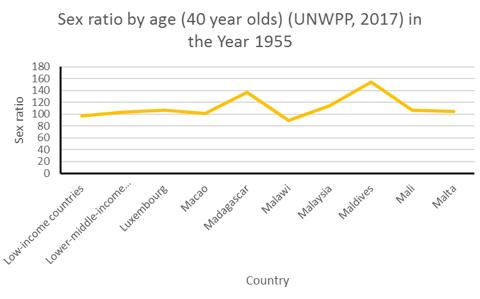 Sex ratio by age (40 year olds) (UNWPP, 2017) in
the Year 1955
180
160
140
120
100
80
60
40
20
0
Sex ratio
Low-income countries
Lower-middle-income...
Luxembourg
Macao
Madagascar
Malawi
Malaysia
Maldives
Mali
Malta
Country